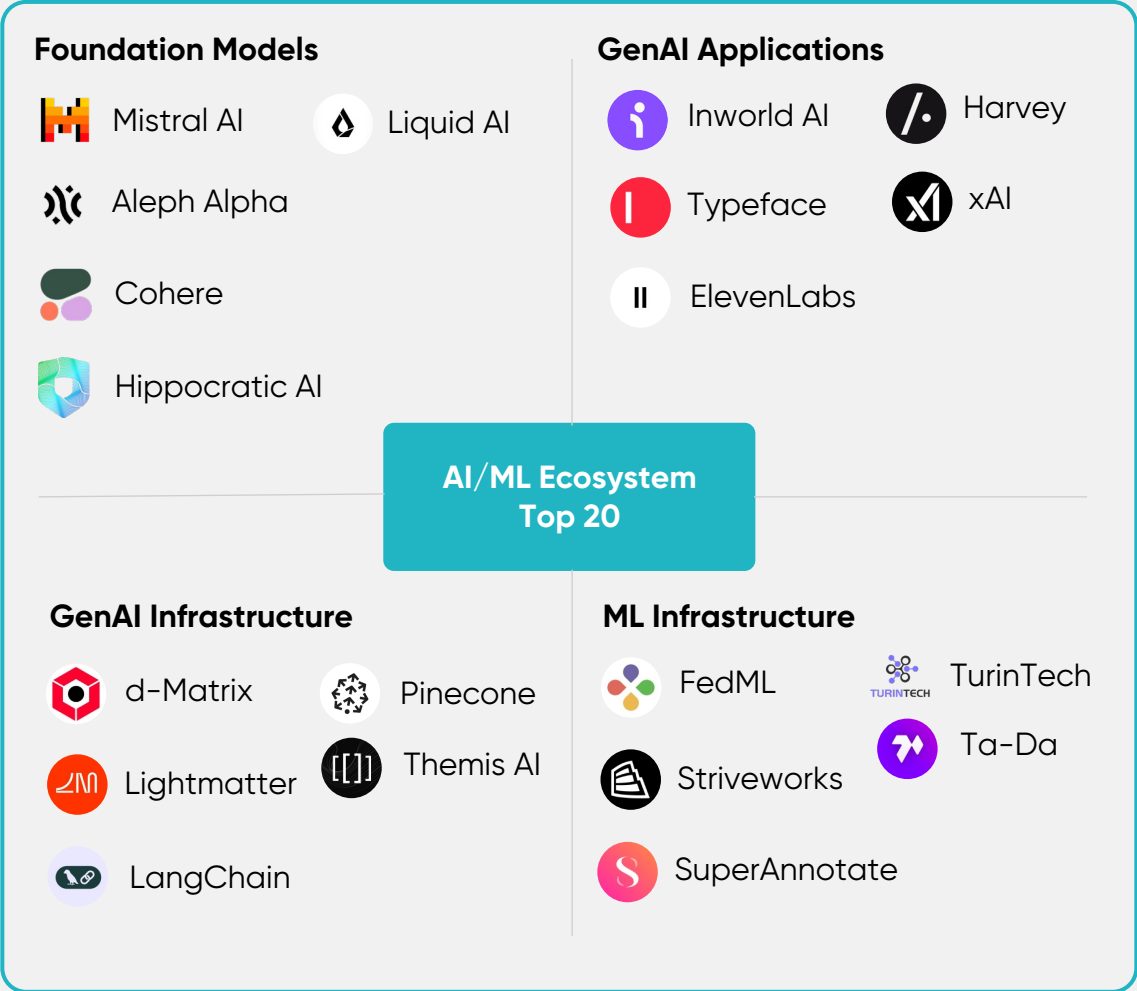 Foundation Models
Mistral AI
Liquid AI
Aleph Alpha
Cohere
Hippocratic AI
GenAI Applications
Inworld AI
Harvey
Typeface
xAI
ElevenLabs
AI/ML Ecosystem
Top 20
GenAI Infrastructure
d-Matrix
Pinecone
Lightmatter
Themis AI
LangChain
ML Infrastructure
FedML
TURINTECH
TurinTech
Ta-Da
Striveworks
SuperAnnotate